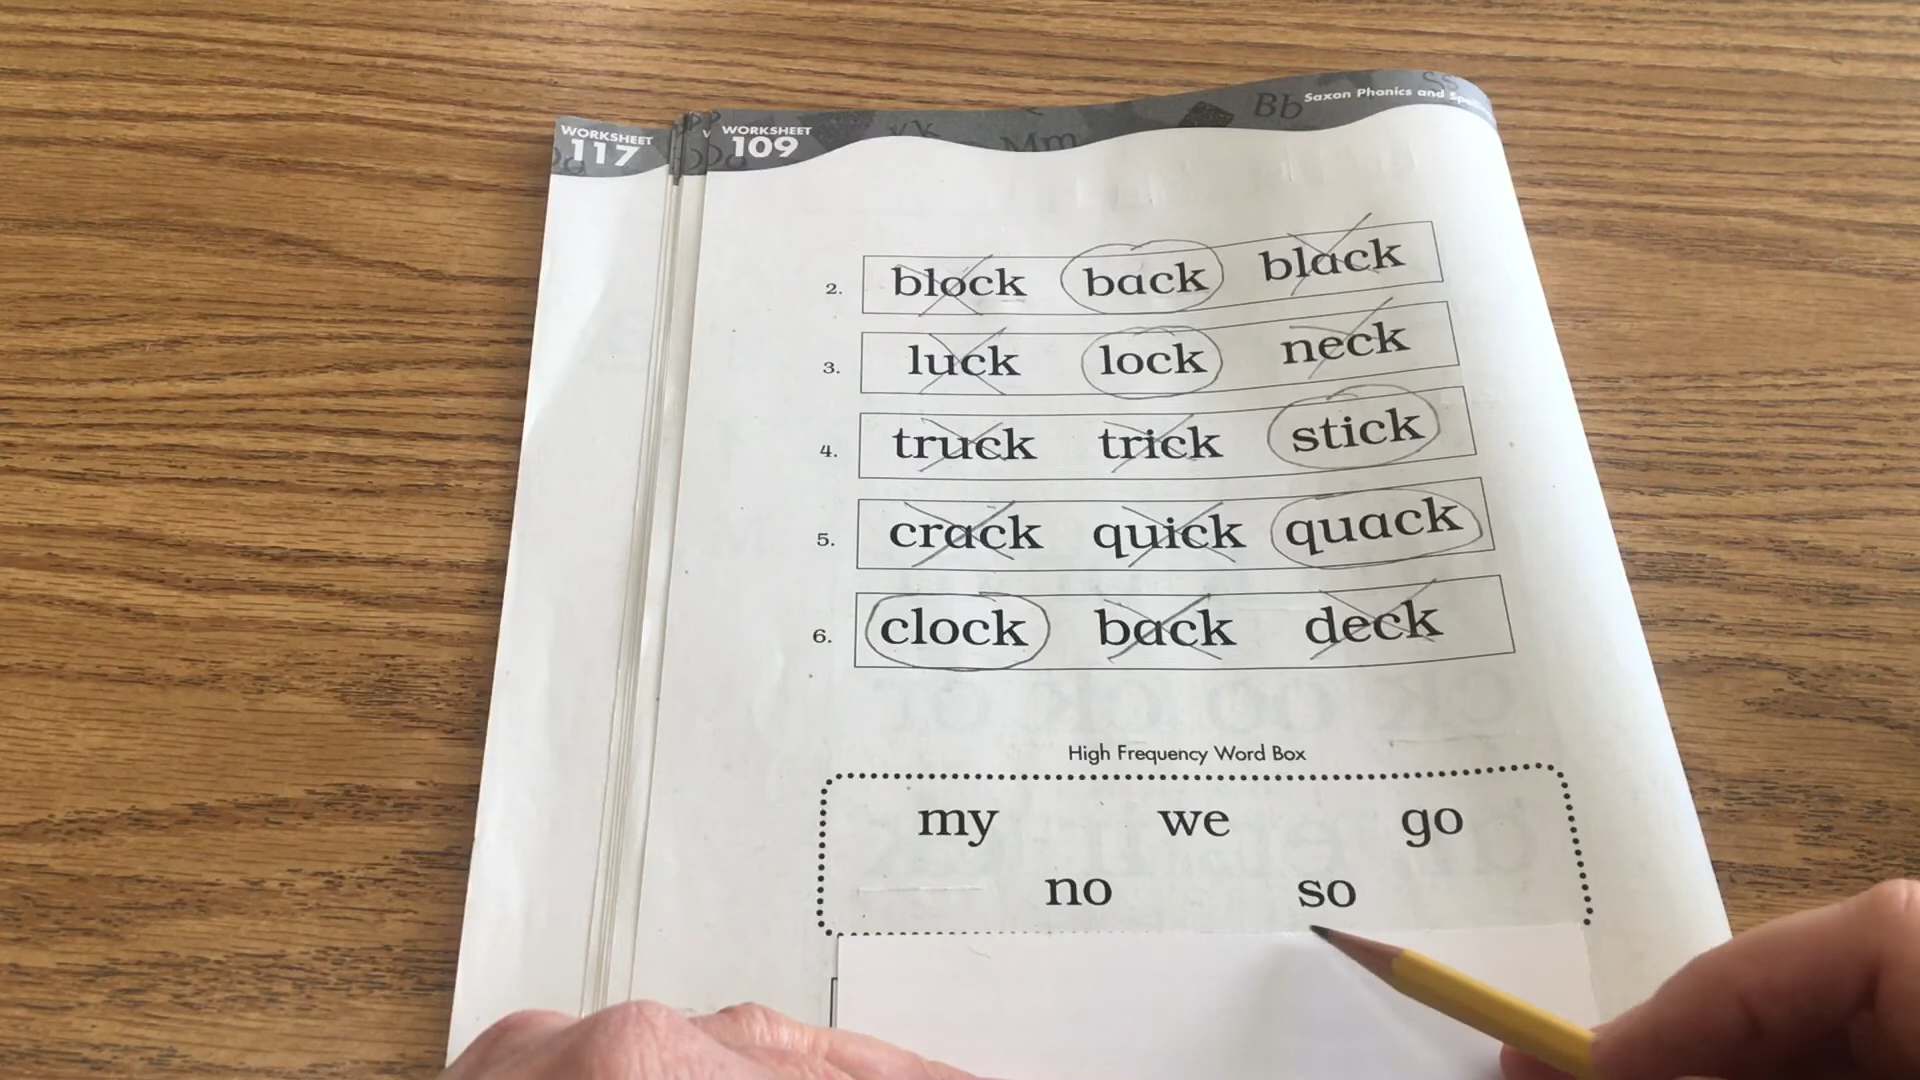 WORKSHEET 117
WORKSHEET 109
Saxon Phonics and
2. block back black
3. luck lock neck
4. truck trick stick
5. crack quick quack
6. clock back deck
High Frequency Word Box
my we go
no so